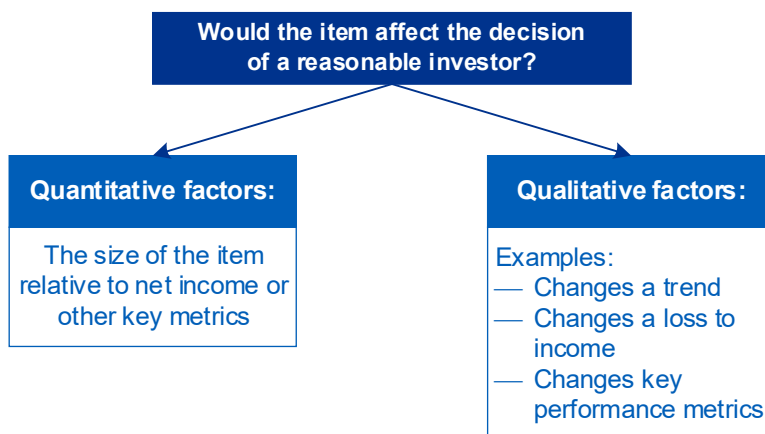 Would the item affect the decision
of a reasonable investor?
Quantitative factors:
The size of the item
relative to net income or
other key metrics
Qualitative factors:
Examples:
— Changes a trend
— Changes a loss to
income
— Changes key
performance metrics